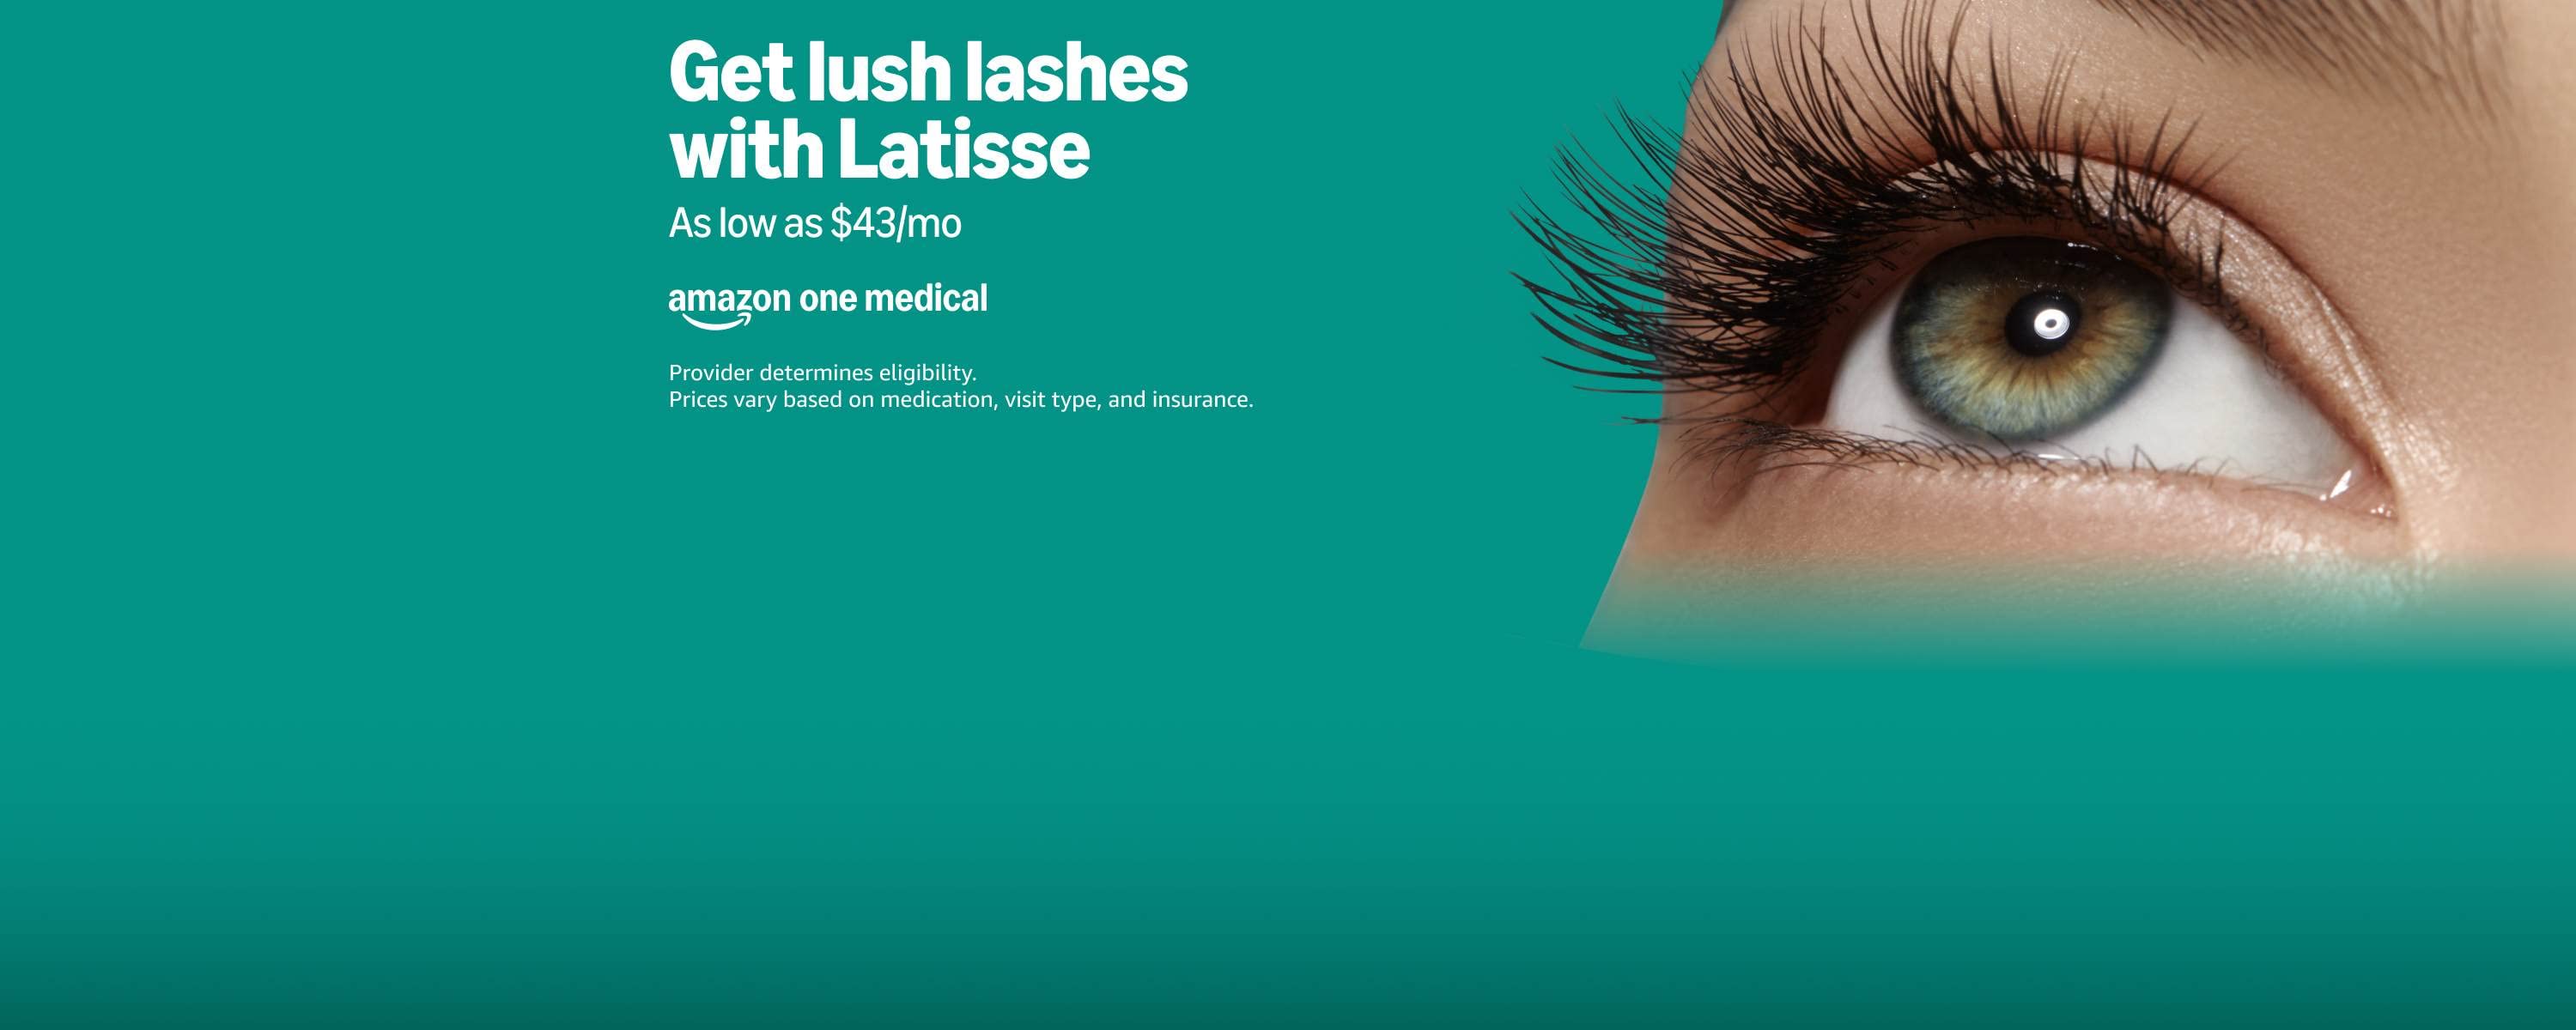 Get lush lashes
with Latisse
As low as $43/mo
amazon one medical
Provider determines eligibility.
Prices vary based on medication, visit type, and insurance.